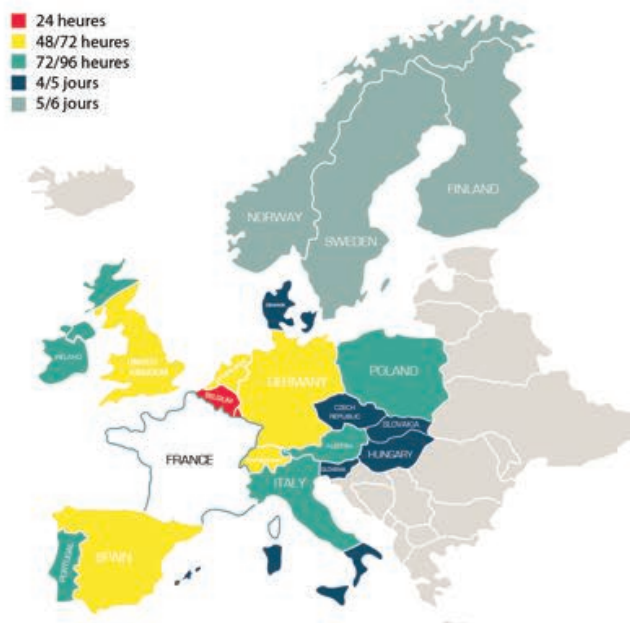 24 heures
48/72 heures
72/96 heures
4/5 jours
5/6 jours
NORWAY
SWEDEN
FINLAND
DENMARK
IRELAND
UNITED
KINGDOM
BELGIUM
GERMANY
POLAND
CZECH
REPUBLIC
SLOVAKIA
FRANCE
AUSTRIA
HUNGARY
SLOVENIA
ITALY
PORTUGAL
SPAIN